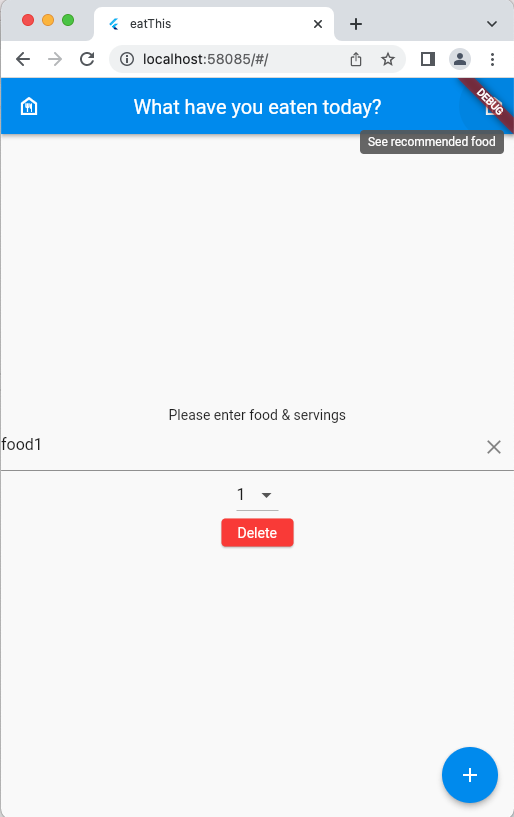 eatThis
localhost:58085/#/
What have you eaten today?
DEBUG
See recommended food
Please enter food & servings
food1
1
Delete